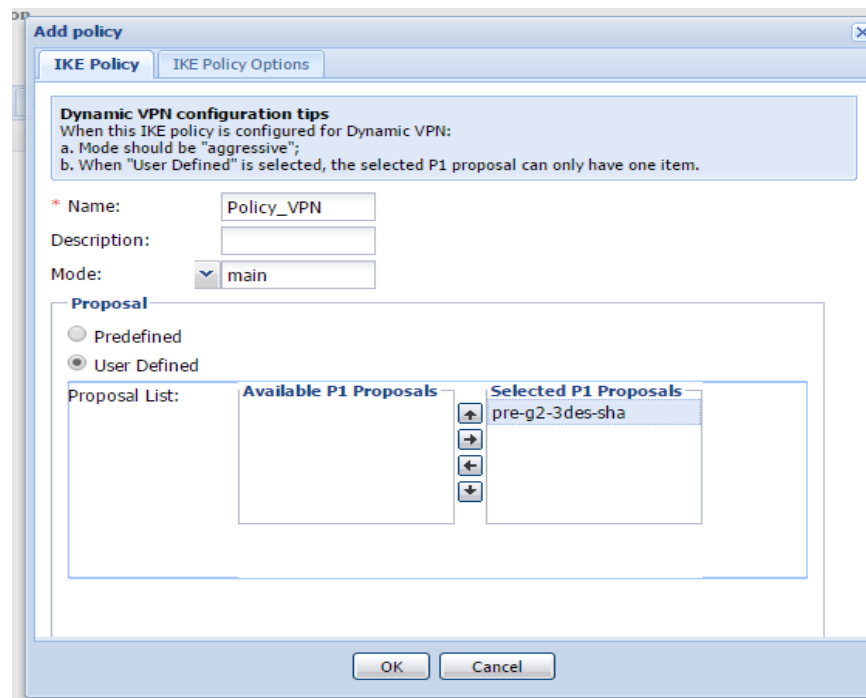 Add policy
IKE Policy
IKE Policy Options
Dynamic VPN configuration tips
When this IKE policy is configured for Dynamic VPN:
a. Mode should be "aggressive";
b. When "User Defined" is selected, the selected P1 proposal can only have one item.
* Name: Policy_VPN
Description:
Mode: main
Proposal
Predefined
User Defined
Proposal List:
Available P1 Proposals
Selected P1 Proposals
pre-g2-3des-sha
OK
Cancel